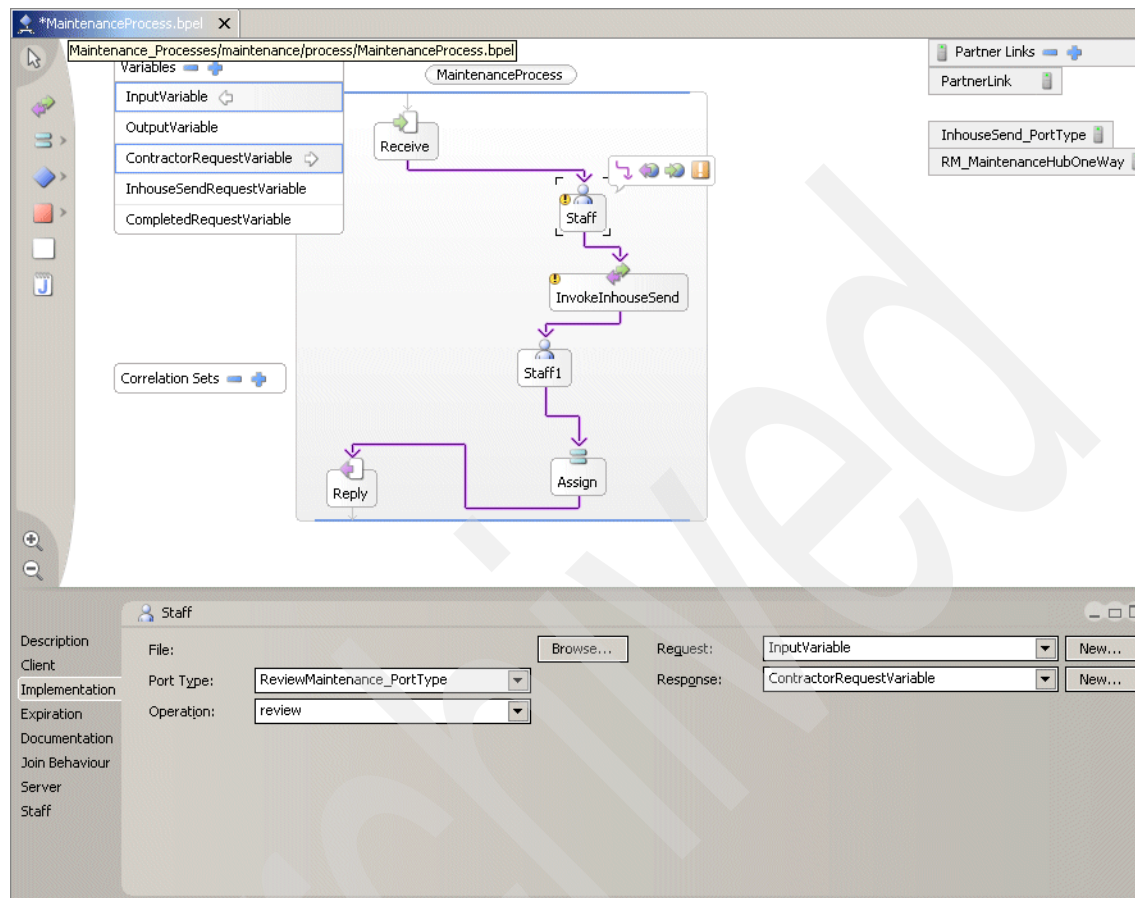 *MaintenanceProcess.bpel X
Maintenance_Processes/maintenance/process/MaintenanceProcess.bpel
Variables
InputVariable
OutputVariable
ContractorRequestVariable
InhouseSendRequestVariable
CompletedRequestVariable
Correlation Sets
MaintenanceProcess
Receive
Staff
InvokeInhouseSend
Staff1
Assign
Reply
Partner Links
PartnerLink
InhouseSend_PortType
RM_MaintenanceHubOneWay
Staff
Description
Client
Implementation
Expiration
Documentation
Join Behaviour
Server
Staff
File: Browse...
Port Type: ReviewMaintenance_PortType
Operation: review
Request: InputVariable New...
Response: ContractorRequestVariable New...